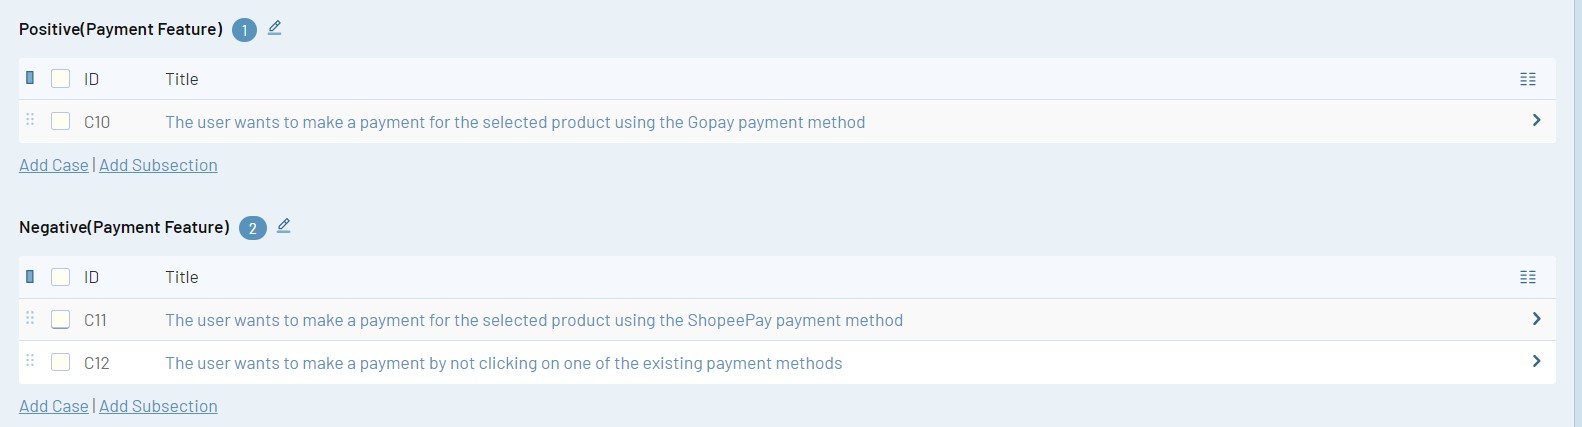 Positive(Payment Feature) 1
ID Title
C10 The user wants to make a payment for the selected product using the Gopay payment method
Add Case | Add Subsection
Negative(Payment Feature) 2
ID Title
C11 The user wants to make a payment for the selected product using the ShopeePay payment method
C12 The user wants to make a payment by not clicking on one of the existing payment methods
Add Case | Add Subsection